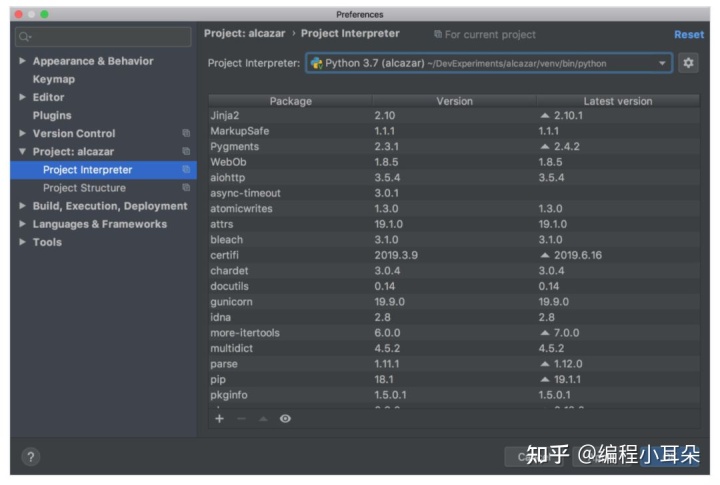 Preferences
Project: alcazar › Project Interpreter For current project Reset
Project Interpreter: Python 3.7 (alcazar) ~/DevExperiments/alcazar/venv/bin/python
Appearance & Behavior
Keymap
Editor
Plugins
Version Control
Project: alcazar
Project Interpreter
Project Structure
Build, Execution, Deployment
Languages & Frameworks
Tools
Package Version Latest version
Jinja2 2.10 2.10.1
MarkupSafe 1.1.1 1.1.1
Pygments 2.3.1 2.4.2
WebOb 1.8.5 1.8.5
aiohttp 3.5.4 3.5.4
async-timeout 3.0.1
atomicwrites 1.3.0 1.3.0
attrs 19.1.0 19.1.0
bleach 3.1.0 3.1.0
certifi 2019.3.9 2019.6.16
chardet 3.0.4 3.0.4
docutils 0.14 0.14
gunicorn 19.9.0 19.9.0
idna 2.8 2.8
more-itertools 6.0.0 7.0.0
multidict 4.5.2 4.5.2
parse 1.11.1 1.12.0
pip 18.1 19.1.1
pkginfo 1.5.0.1 1.5.0.1
知乎 @编程小耳朵